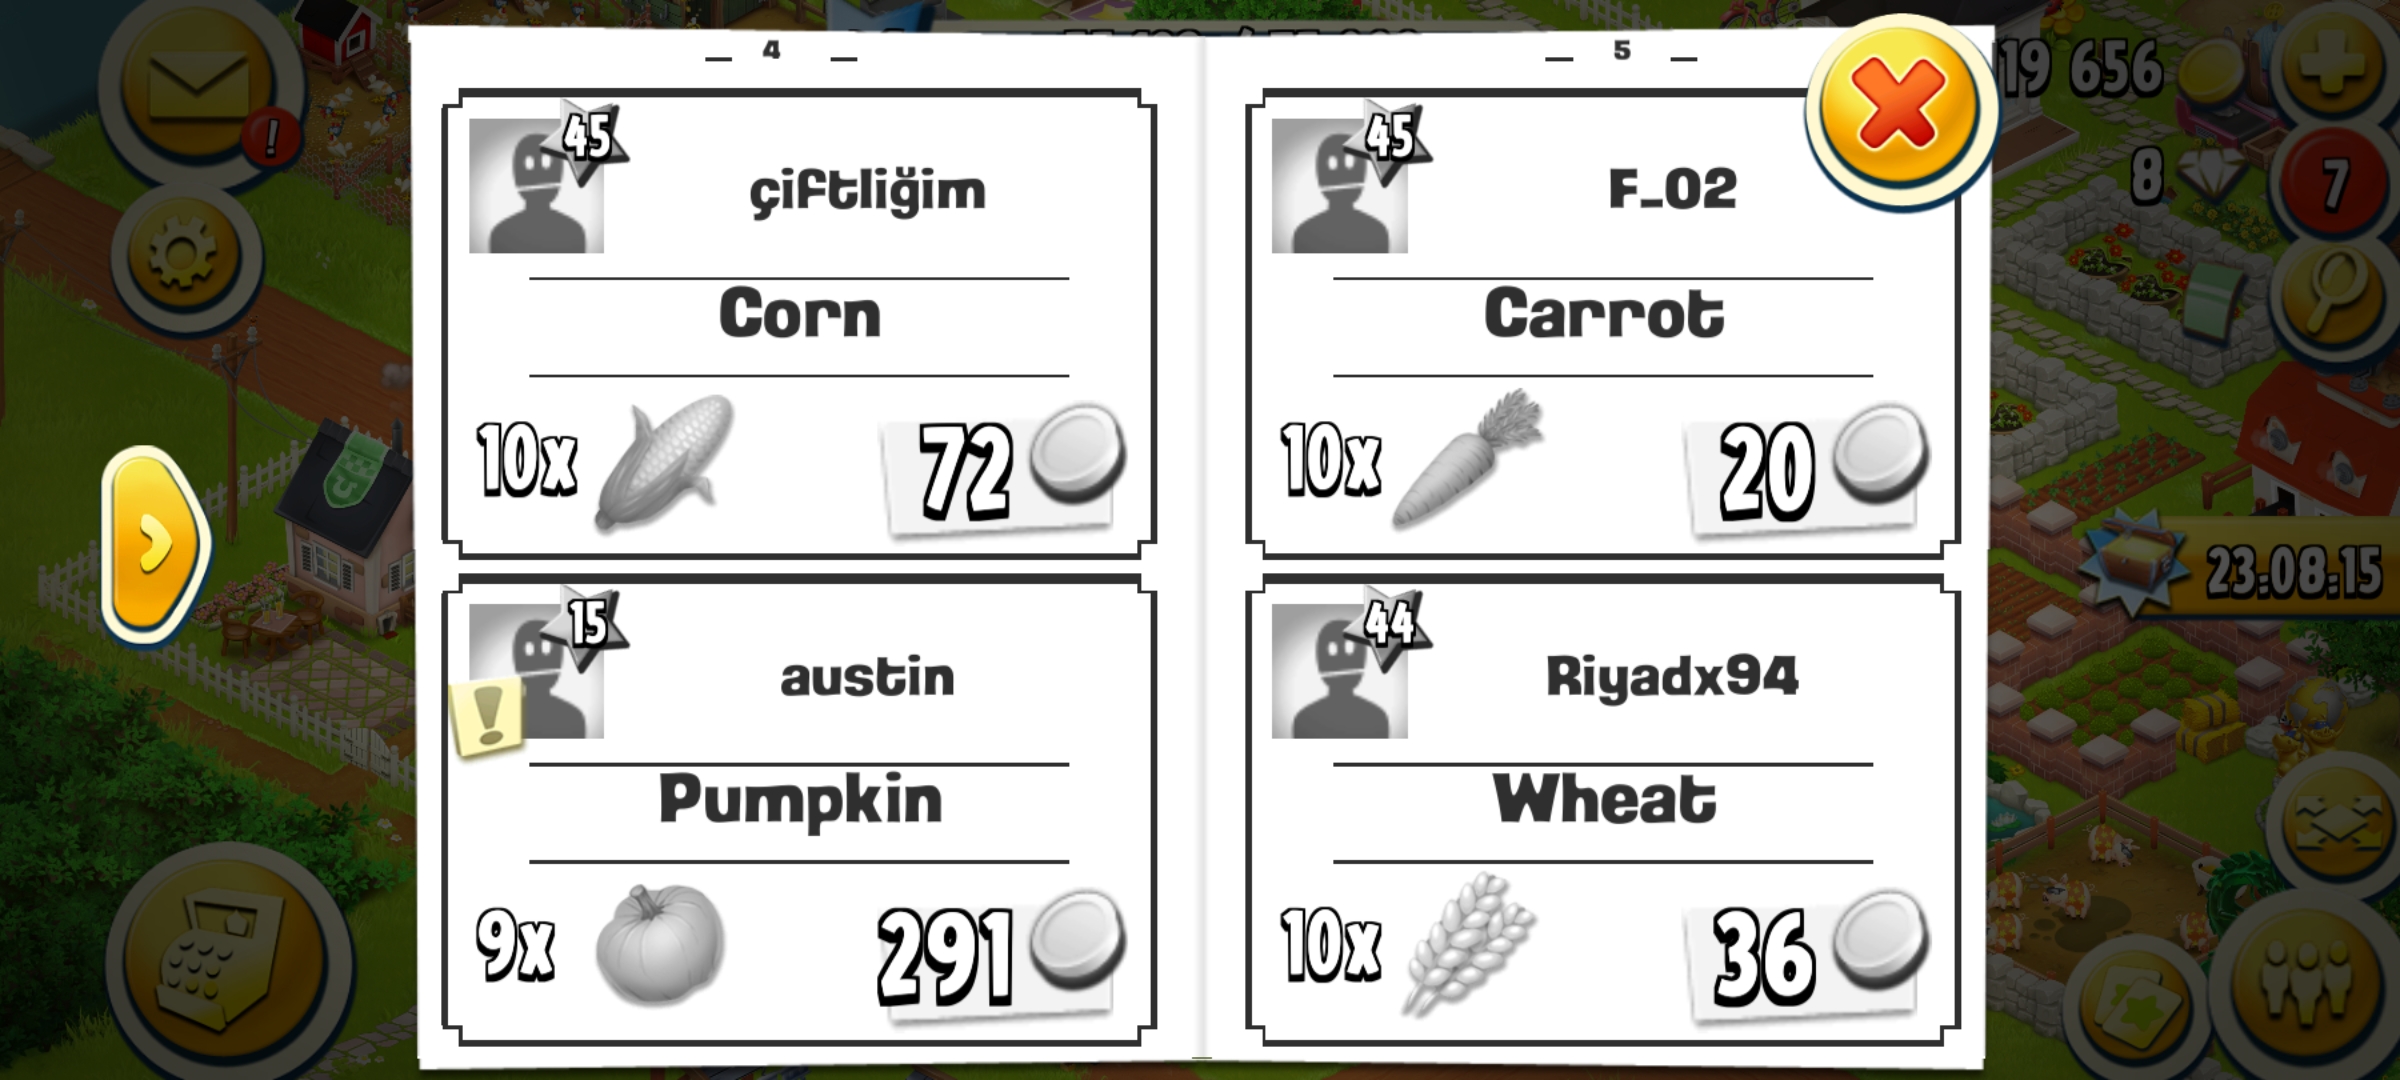 4
5
45
çiftliğim
Corn
10x
72
45
F_02
Carrot
10x
20
15
!
austin
Pumpkin
9x
291
44
Riyadx94
Wheat
10x
36
!
19 656
8
7
23:08:15